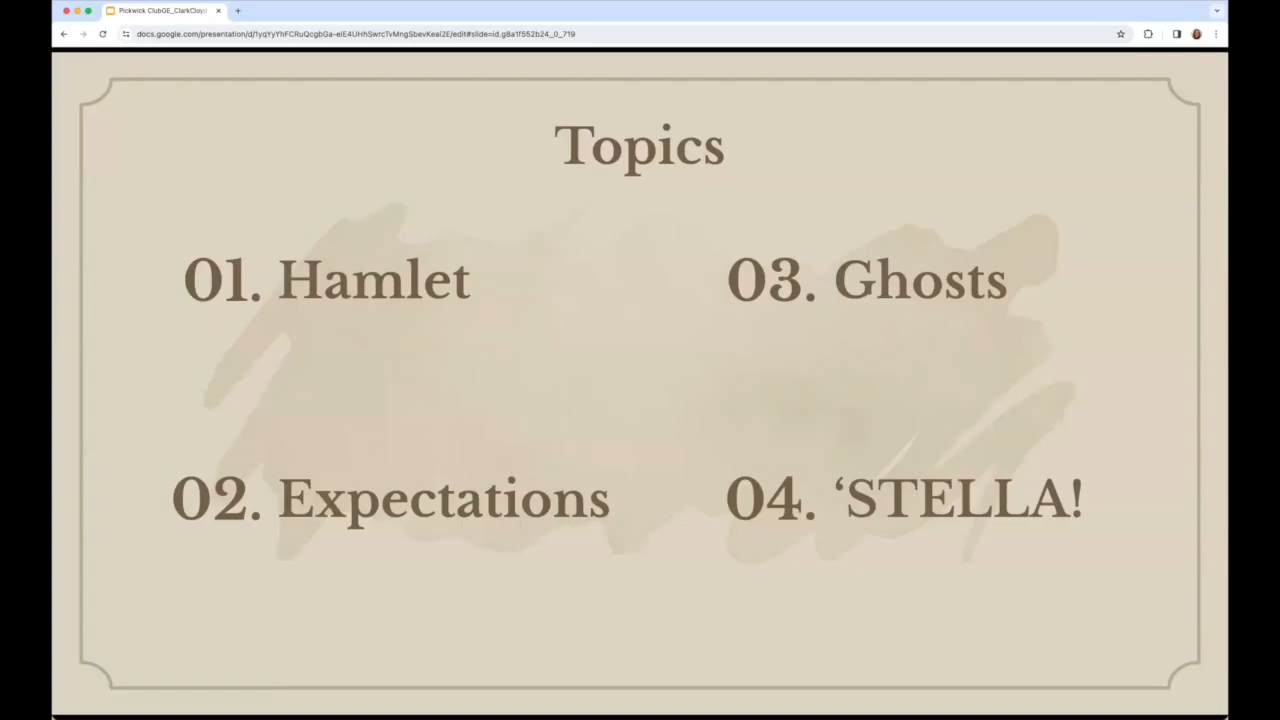 Pickwick ClubGE_ClarkCloyd
docs.google.com/presentation/d/1yqYyYhFCRuQcgbGa-eIE4UHhSwrcTvMngSbevKeaI2E/edit#slide=id.g8a1f552b24_0_719
Topics
01. Hamlet
03. Ghosts
02. Expectations
04. ‘STELLA!